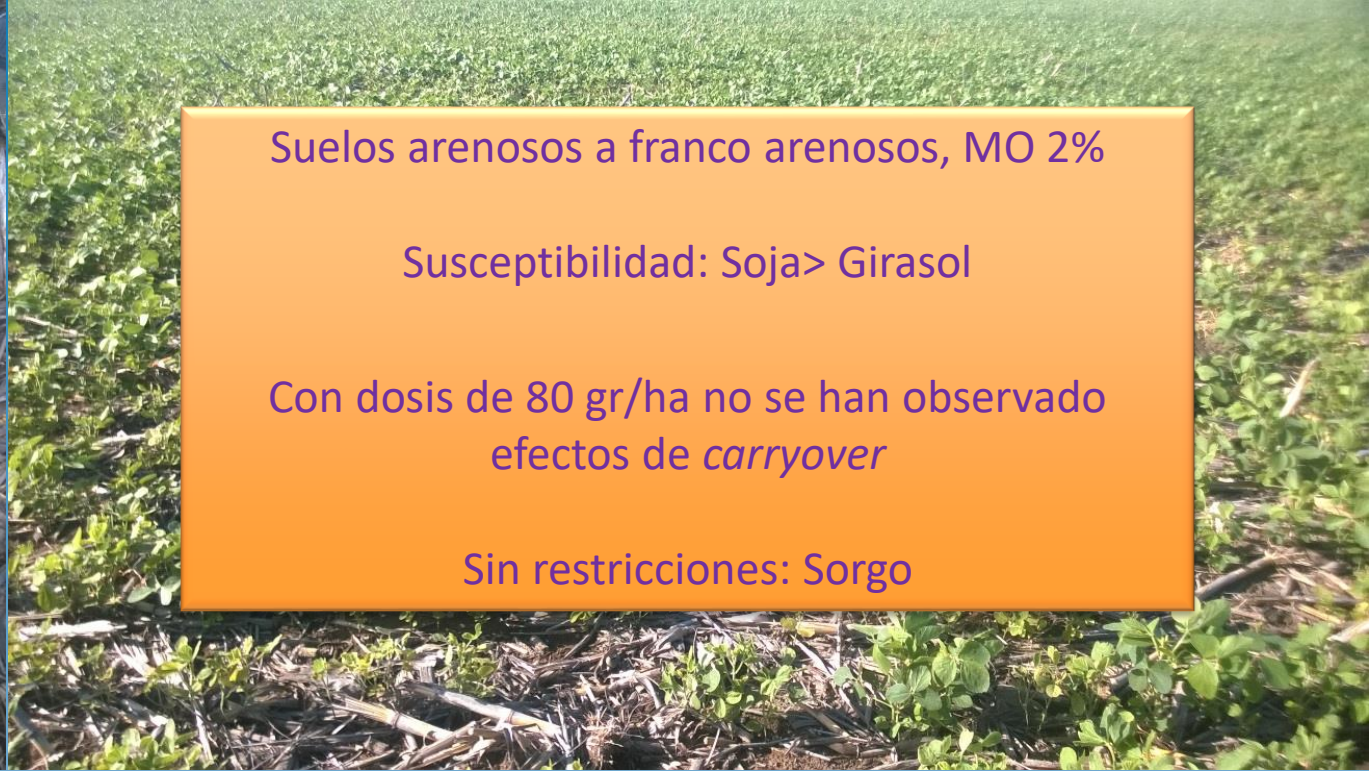 Suelos arenosos a franco arenosos, MO 2%
Susceptibilidad: Soja> Girasol
Con dosis de 80 gr/ha no se han observado
efectos de carryover
Sin restricciones: Sorgo